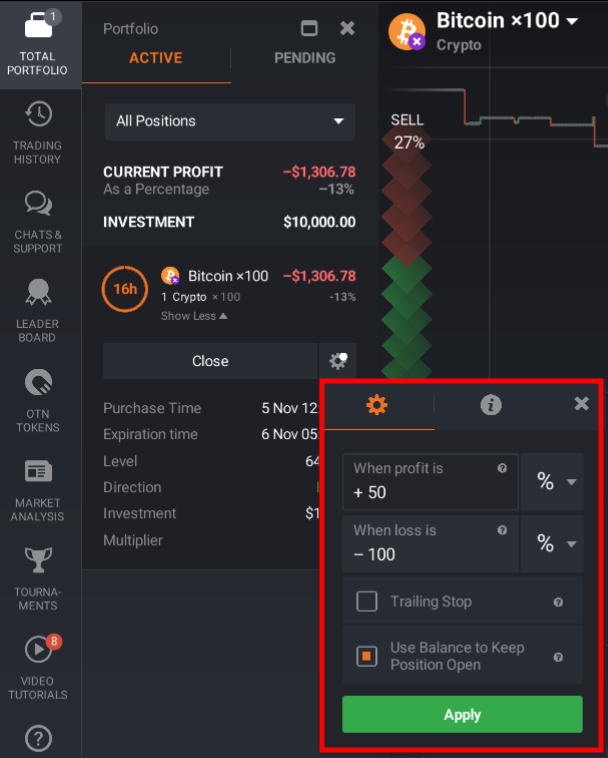 1
TOTAL
PORTFOLIO
TRADING
HISTORY
CHATS &
SUPPORT
LEADER
BOARD
OTN
TOKENS
MARKET
ANALYSIS
TOURNA-
MENTS
8
VIDEO
TUTORIALS
?
Portfolio
ACTIVE PENDING
All Positions
CURRENT PROFIT –$1,306.78
As a Percentage –13%
INVESTMENT $10,000.00
16h
Bitcoin ×100 –$1,306.78
1 Crypto ×100 -13%
Show Less
Close
Purchase Time 5 Nov 12
Expiration time 6 Nov 05
Level 64
Direction
Investment $1
Multiplier
Bitcoin ×100
Crypto
SELL
27%
When profit is ?
+ 50 %
When loss is ?
– 100 %
Trailing Stop ?
Use Balance to Keep
Position Open ?
Apply